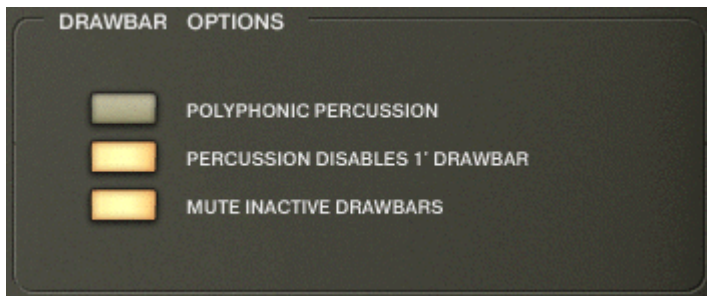 DRAWBAR OPTIONS
POLYPHONIC PERCUSSION
PERCUSSION DISABLES 1' DRAWBAR
MUTE INACTIVE DRAWBARS